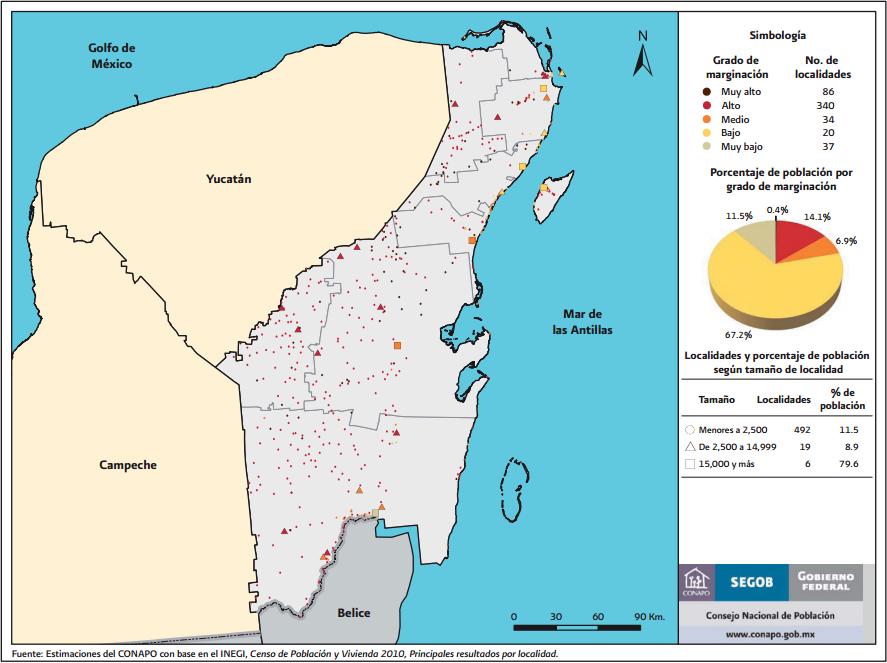 Golfo de
México
N
Yucatán
Campeche
Belice
Mar de
las Antillas
0 30 60 90 Km.
Simbología
Grado de marginación No. de localidades
Muy alto 86
Alto 340
Medio 34
Bajo 20
Muy bajo 37
Porcentaje de población por
grado de marginación
0.4%
11.5% 14.1%
6.9%
67.2%
Localidades y porcentaje de población
según tamaño de localidad
Tamaño Localidades % de población
Menores a 2,500 492 11.5
De 2,500 a 14,999 19 8.9
15,000 y más 6 79.6
CONAPO SEGOB GOBIERNO
FEDERAL
Consejo Nacional de Población
www.conapo.gob.mx
Fuente: Estimaciones del CONAPO con base en el INEGI, Censo de Población y Vivienda 2010, Principales resultados por localidad.